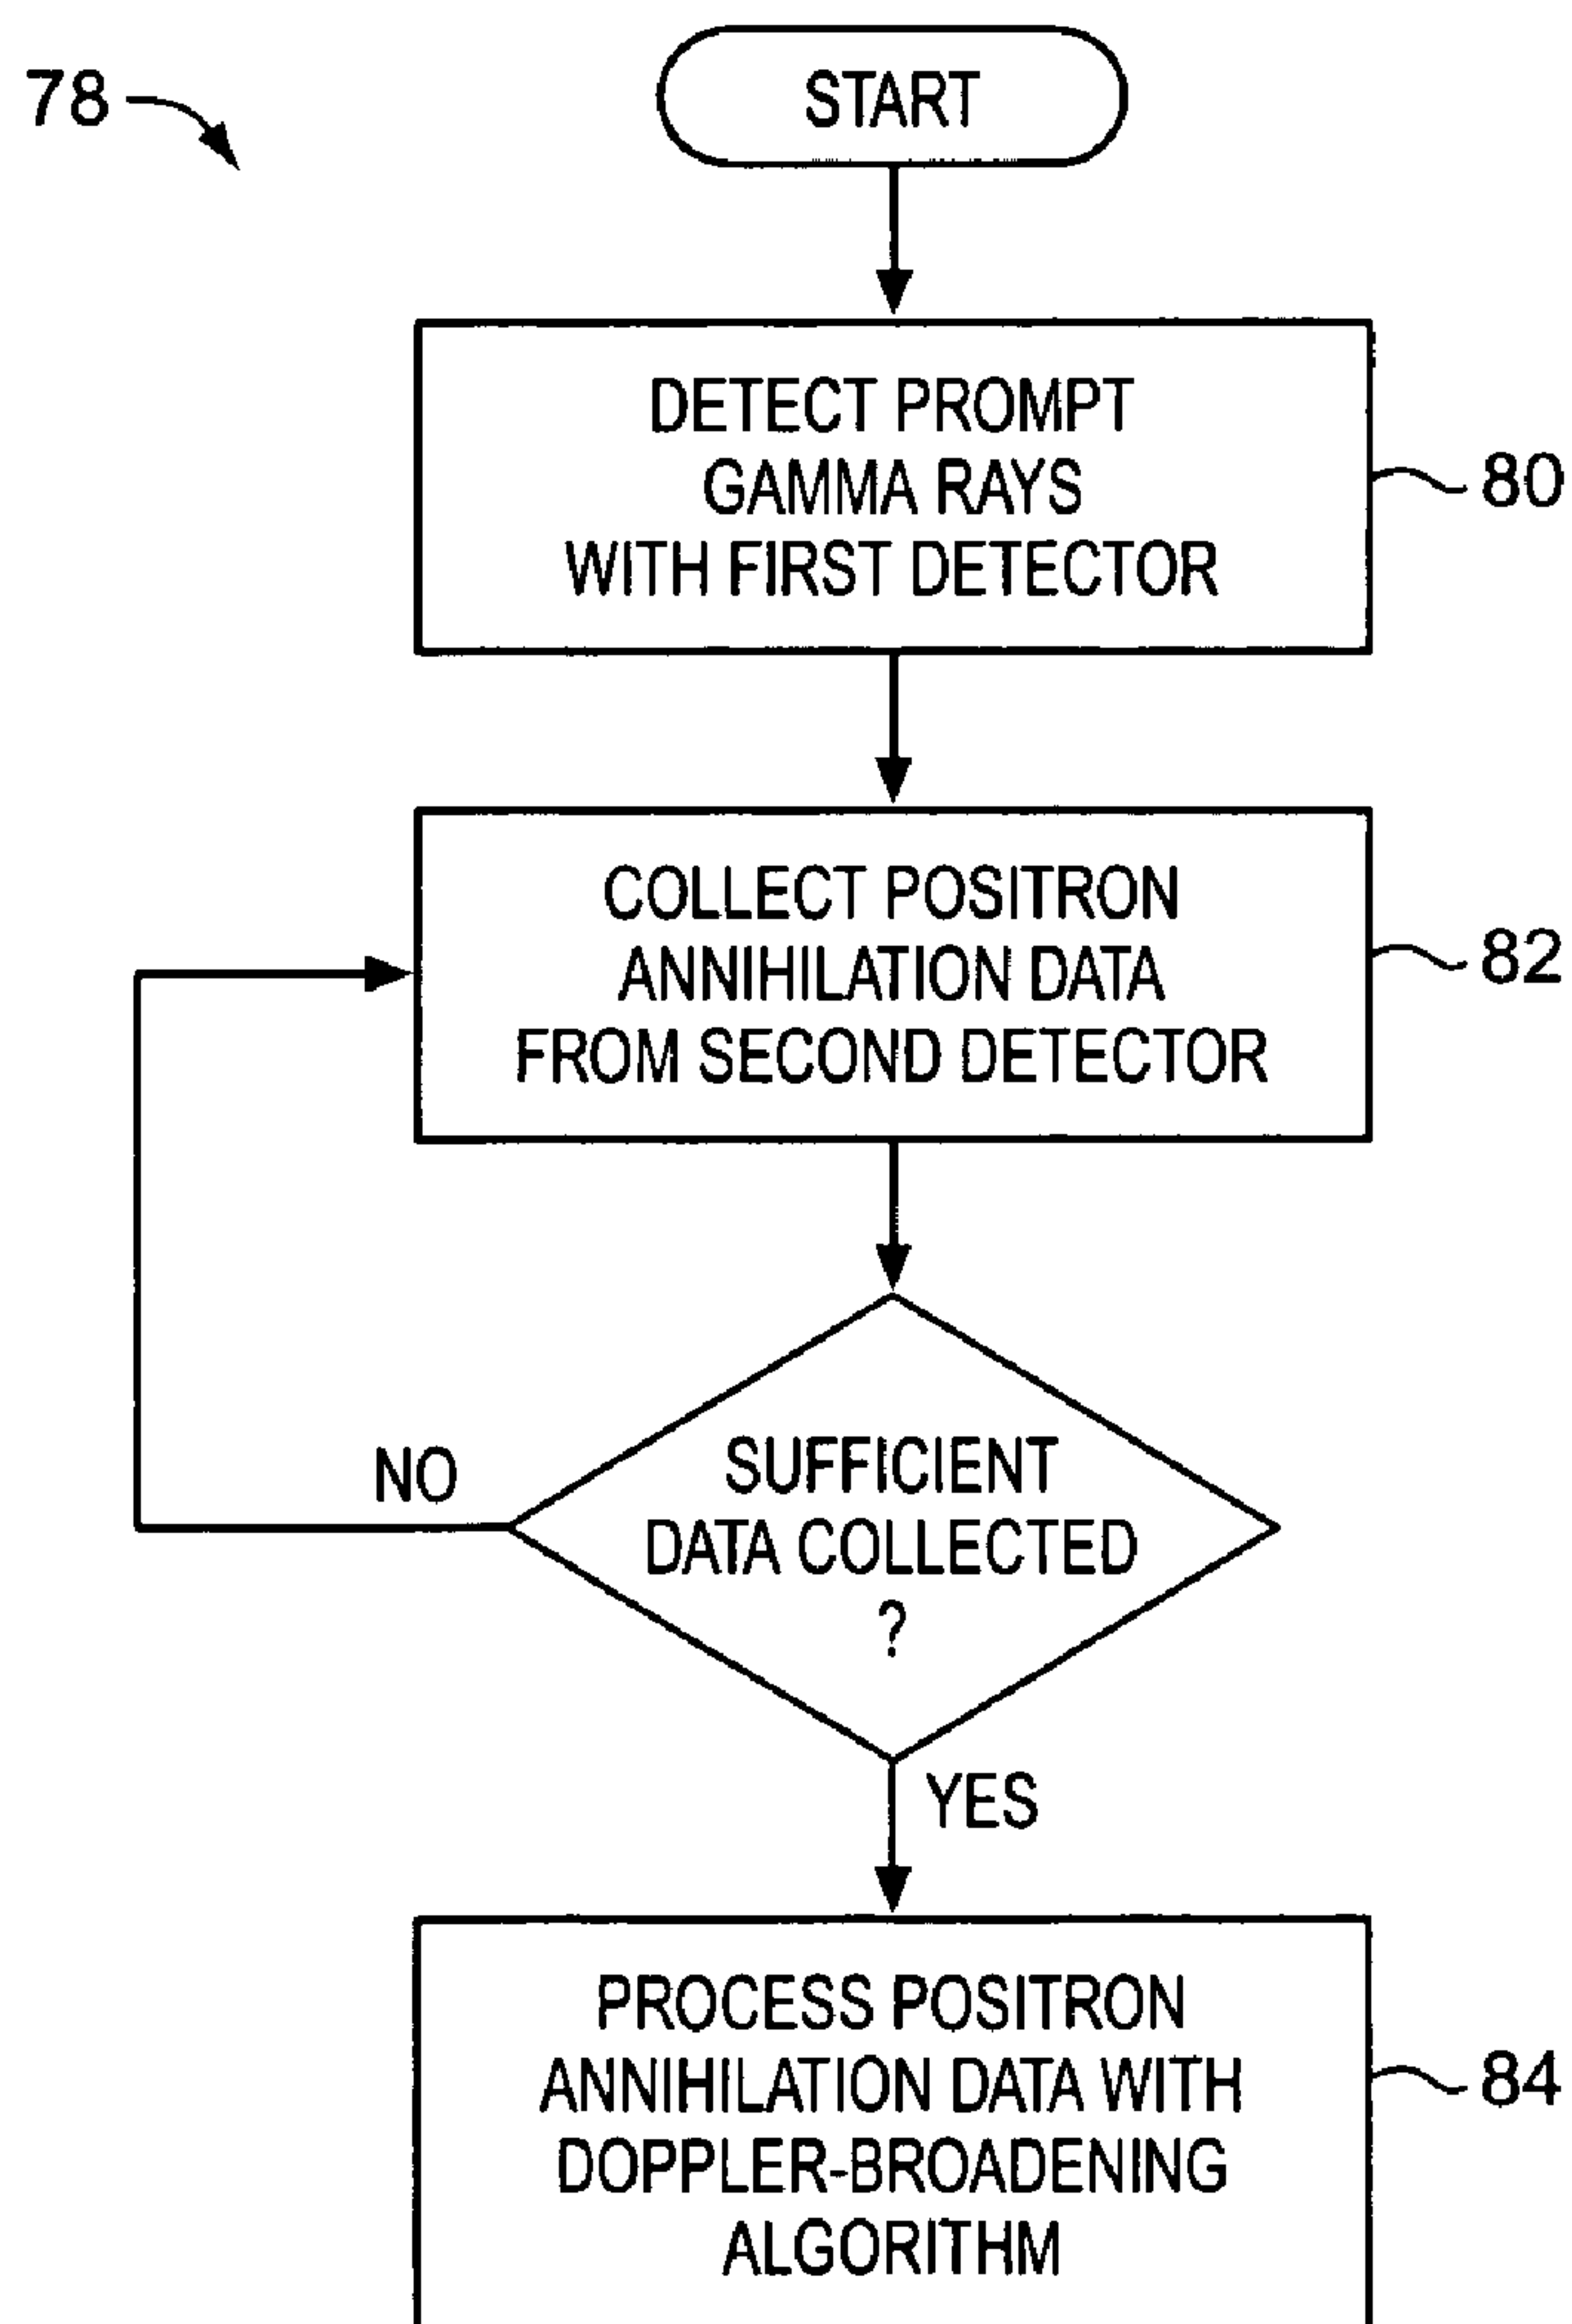 78
START
DETECT PROMPT
GAMMA RAYS
WITH FIRST DETECTOR
80
COLLECT POSITRON
ANNIHILATION DATA
FROM SECOND DETECTOR
82
NO
SUFFICIENT
DATA COLLECTED
?
YES
PROCESS POSITRON
ANNIHILATION DATA WITH
DOPPLER-BROADENING
ALGORITHM
84